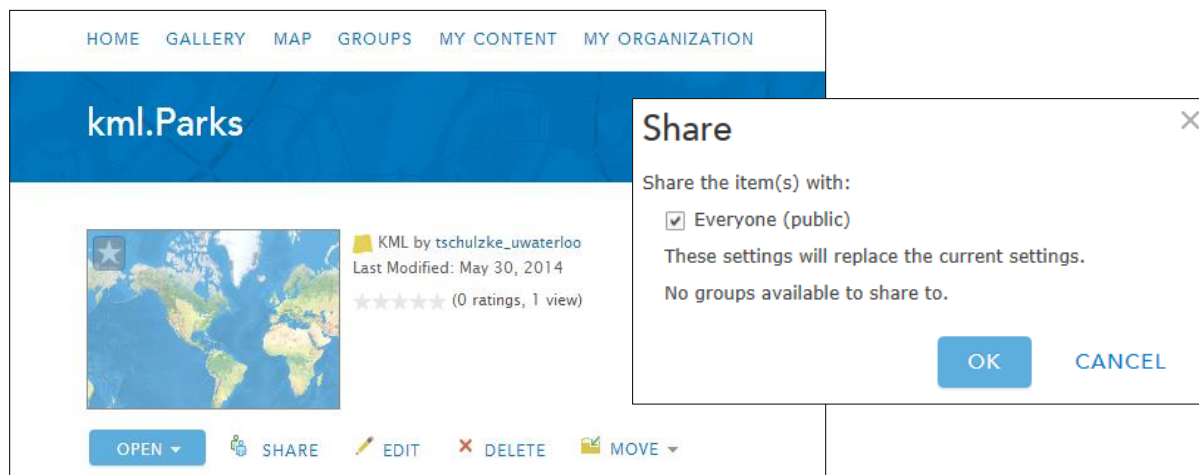 HOME GALLERY MAP GROUPS MY CONTENT MY ORGANIZATION
kml.Parks
KML by tschulzke_uwaterloo
Last Modified: May 30, 2014
(0 ratings, 1 view)
OPEN SHARE EDIT DELETE MOVE
Share
Share the item(s) with:
Everyone (public)
These settings will replace the current settings.
No groups available to share to.
OK CANCEL